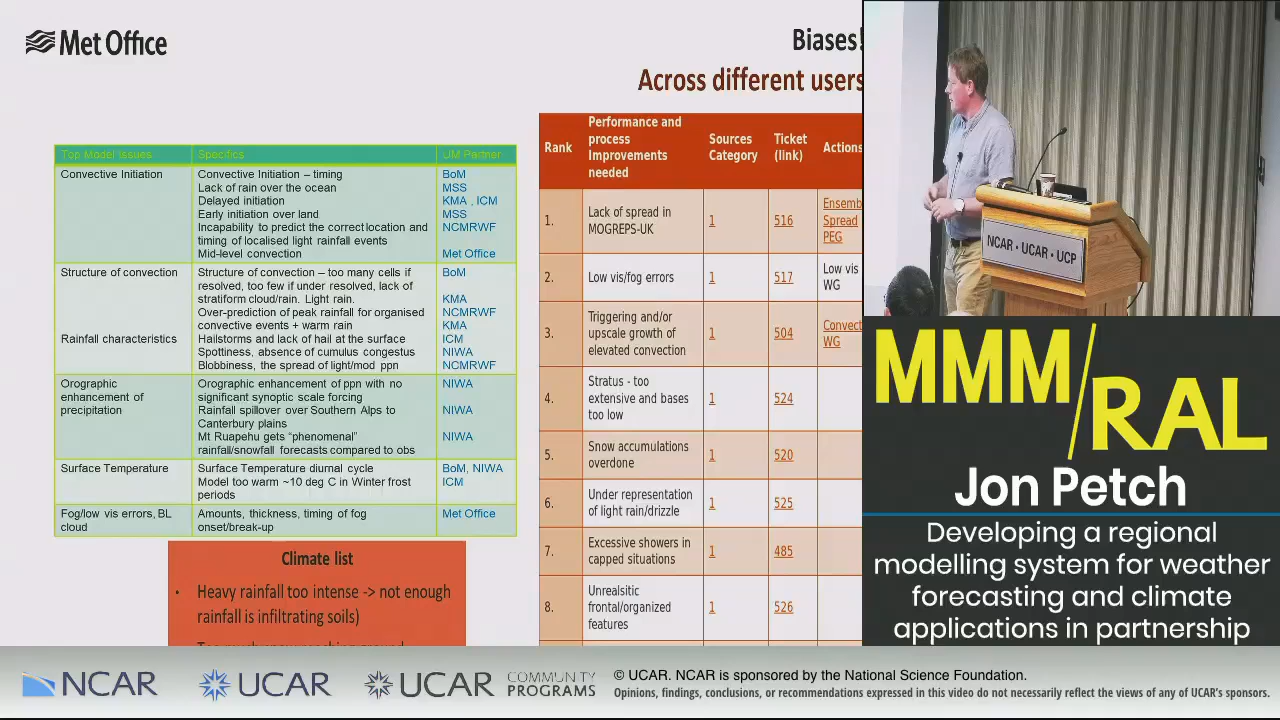 Met Office
Biases!
Across different users
Top Model Issues
Specifics
UM Partner
Convective Initiation
Convective Initiation – timing
BoM
Lack of rain over the ocean
MSS
Delayed initiation
KMA , ICM
Early initiation over land
MSS
Incapability to predict the correct location and
NCMRWF
timing of localised light rainfall events
Mid-level convection
Met Office
Structure of convection
Structure of convection – too many cells if
BoM
resolved, too few if under resolved, lack of
stratiform cloud/rain. Light rain.
KMA
Over-prediction of peak rainfall for organised
NCMRWF
convective events + warm rain
KMA
Rainfall characteristics
Hailstorms and lack of hail at the surface
ICM
Spottiness, absence of cumulus congestus
NIWA
Blobbiness, the spread of light/mod ppn
NCMRWF
Orographic
enhancement of
precipitation
Orographic enhancement of ppn with no
NIWA
significant synoptic scale forcing
Rainfall spillover over Southern Alps to
NIWA
Canterbury plains
Mt Ruapehu gets “phenomenal”
NIWA
rainfall/snowfall forecasts compared to obs
Surface Temperature
Surface Temperature diurnal cycle
BoM, NIWA
Model too warm ~10 deg C in Winter frost
ICM
periods
Fog/low vis errors, BL
cloud
Amounts, thickness, timing of fog
Met Office
onset/break-up
Climate list
• Heavy rainfall too intense -> not enough
rainfall is infiltrating soils)
Rank
Performance and
process
Improvements
needed
Sources
Category
Ticket
(link)
Actions
1.
Lack of spread in
MOGREPS-UK
1
516
Ensemb
Spread
PEG
2.
Low vis/fog errors
1
517
Low vis
WG
3.
Triggering and/or
upscale growth of
elevated convection
1
504
Convect
WG
4.
Stratus - too
extensive and bases
too low
1
524
5.
Snow accumulations
overdone
1
520
6.
Under representation
of light rain/drizzle
1
525
7.
Excessive showers in
capped situations
1
485
8.
Unrealsitic
frontal/organized
features
1
526
NCAR • UCAR • UCP
MMM/RAL
Jon Petch
Developing a regional
modelling system for weather
forecasting and climate
applications in partnership
NCAR
UCAR
UCAR
COMMUNITY
PROGRAMS
© UCAR. NCAR is sponsored by the National Science Foundation.
Opinions, findings, conclusions, or recommendations expressed in this video do not necessarily reflect the views of any of UCAR's sponsors.